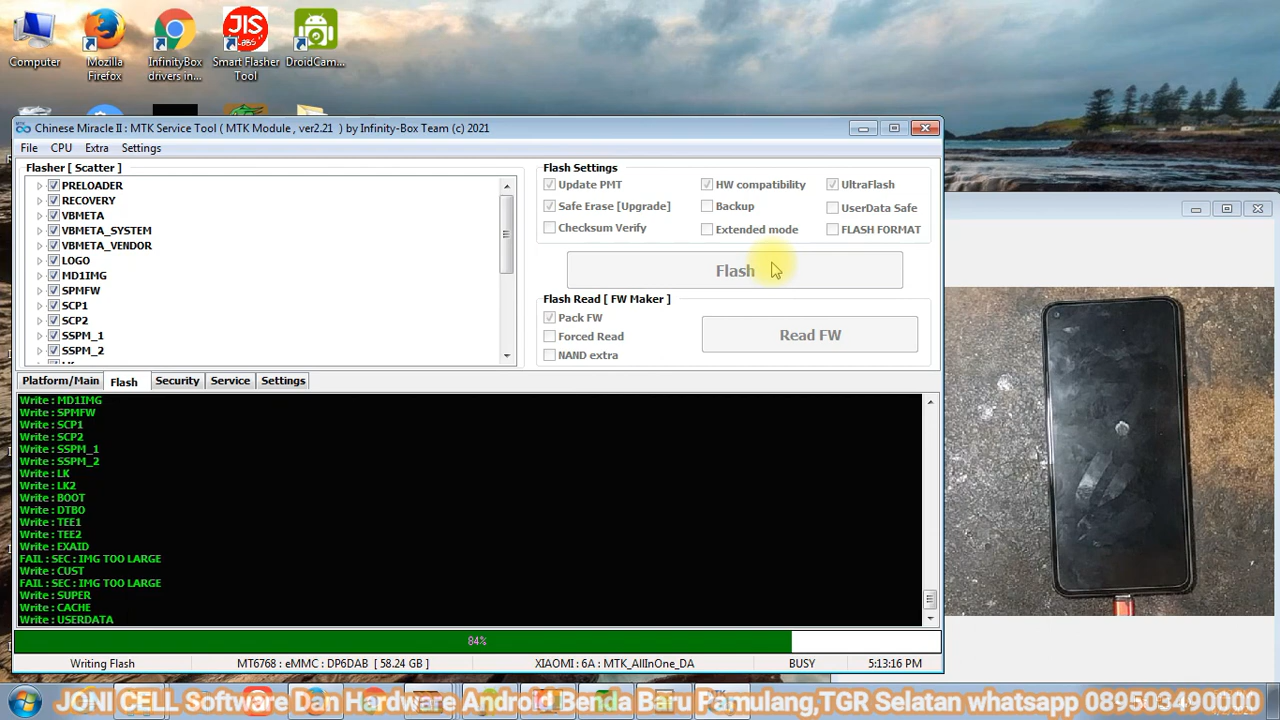 Computer
Mozilla
Firefox
InfinityBox
drivers in...
JIS
Labs
Smart Flasher
Tool
DroidCam...
Chinese Miracle II : MTK Service Tool ( MTK Module , ver2.21 ) by Infinity-Box Team (c) 2021
File CPU Extra Settings
Flasher [ Scatter ]
PRELOADER
RECOVERY
VBMETA
VBMETA_SYSTEM
VBMETA_VENDOR
LOGO
MD1IMG
SPMFW
SCP1
SCP2
SSPM_1
SSPM_2
Flash Settings
Update PMT HW compatibility UltraFlash
Safe Erase [Upgrade] Backup UserData Safe
Checksum Verify Extended mode FLASH FORMAT
Flash
Flash Read [ FW Maker ]
Pack FW
Forced Read
NAND extra
Read FW
Platform/Main Flash Security Service Settings
Write : MD1IMG
Write : SPMFW
Write : SCP1
Write : SCP2
Write : SSPM_1
Write : SSPM_2
Write : LK
Write : LK2
Write : BOOT
Write : DTBO
Write : TEE1
Write : TEE2
Write : EXAID
FAIL : SEC : IMG TOO LARGE
Write : CUST
FAIL : SEC : IMG TOO LARGE
Write : SUPER
Write : CACHE
Write : USERDATA
84%
Writing Flash MT6768 : eMMC : DP6DAB [ 58.24 GB ] XIAOMI : 6A : MTK_AllInOne_DA BUSY 5:13:16 PM
JONI CELL Software Dan Hardware Android Benda Baru Pamulang,TGR Selatan whatsapp 089503490000